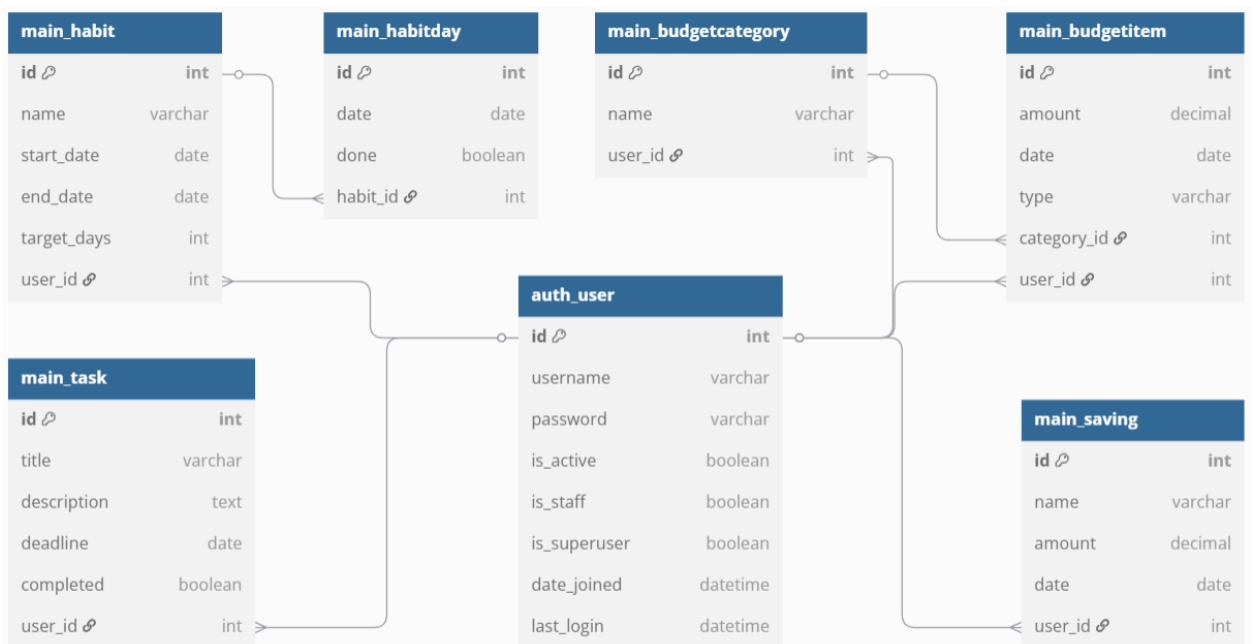 main_habit
id int
name varchar
start_date date
end_date date
target_days int
user_id int
main_habitday
id int
date date
done boolean
habit_id int
main_budgetcategory
id int
name varchar
user_id int
main_budgetitem
id int
amount decimal
date date
type varchar
category_id int
user_id int
auth_user
id int
username varchar
password varchar
is_active boolean
is_staff boolean
is_superuser boolean
date_joined datetime
last_login datetime
main_task
id int
title varchar
description text
deadline date
completed boolean
user_id int
main_saving
id int
name varchar
amount decimal
date date
user_id int